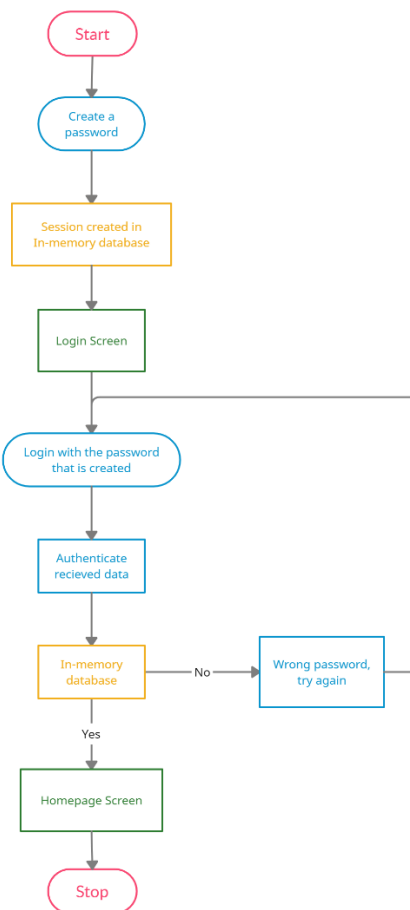 Start
Create a
password
Session created in
In-memory database
Login Screen
Login with the password
that is created
Authenticate
recieved data
In-memory
database
No
Wrong password,
try again
Yes
Homepage Screen
Stop